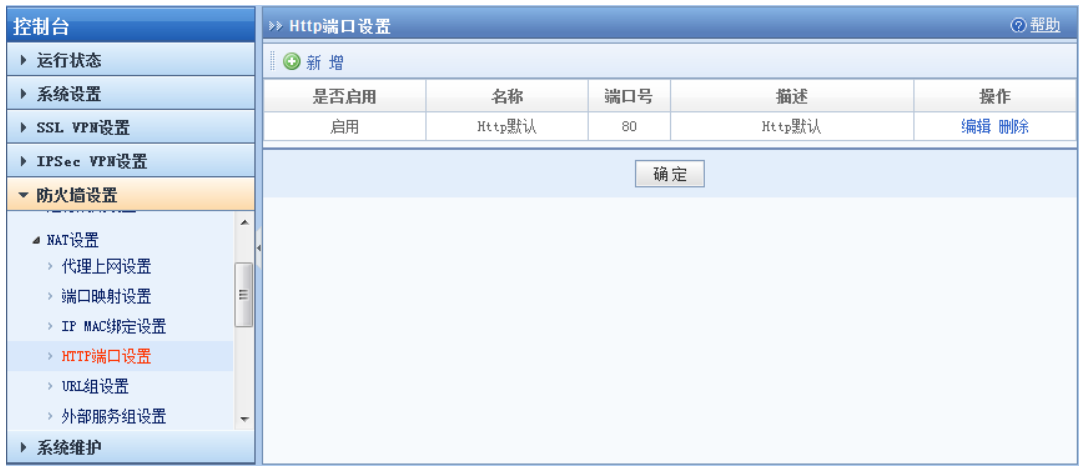 控制台
运行状态
系统设置
SSL VPN设置
IPSec VPN设置
防火墙设置
NAT设置
代理上网设置
端口映射设置
IP MAC绑定设置
HTTP端口设置
URL组设置
外部服务组设置
系统维护
Http端口设置 帮助
新 增
是否启用 名称 端口号 描述 操作
启用 Http默认 80 Http默认 编辑 删除
确定